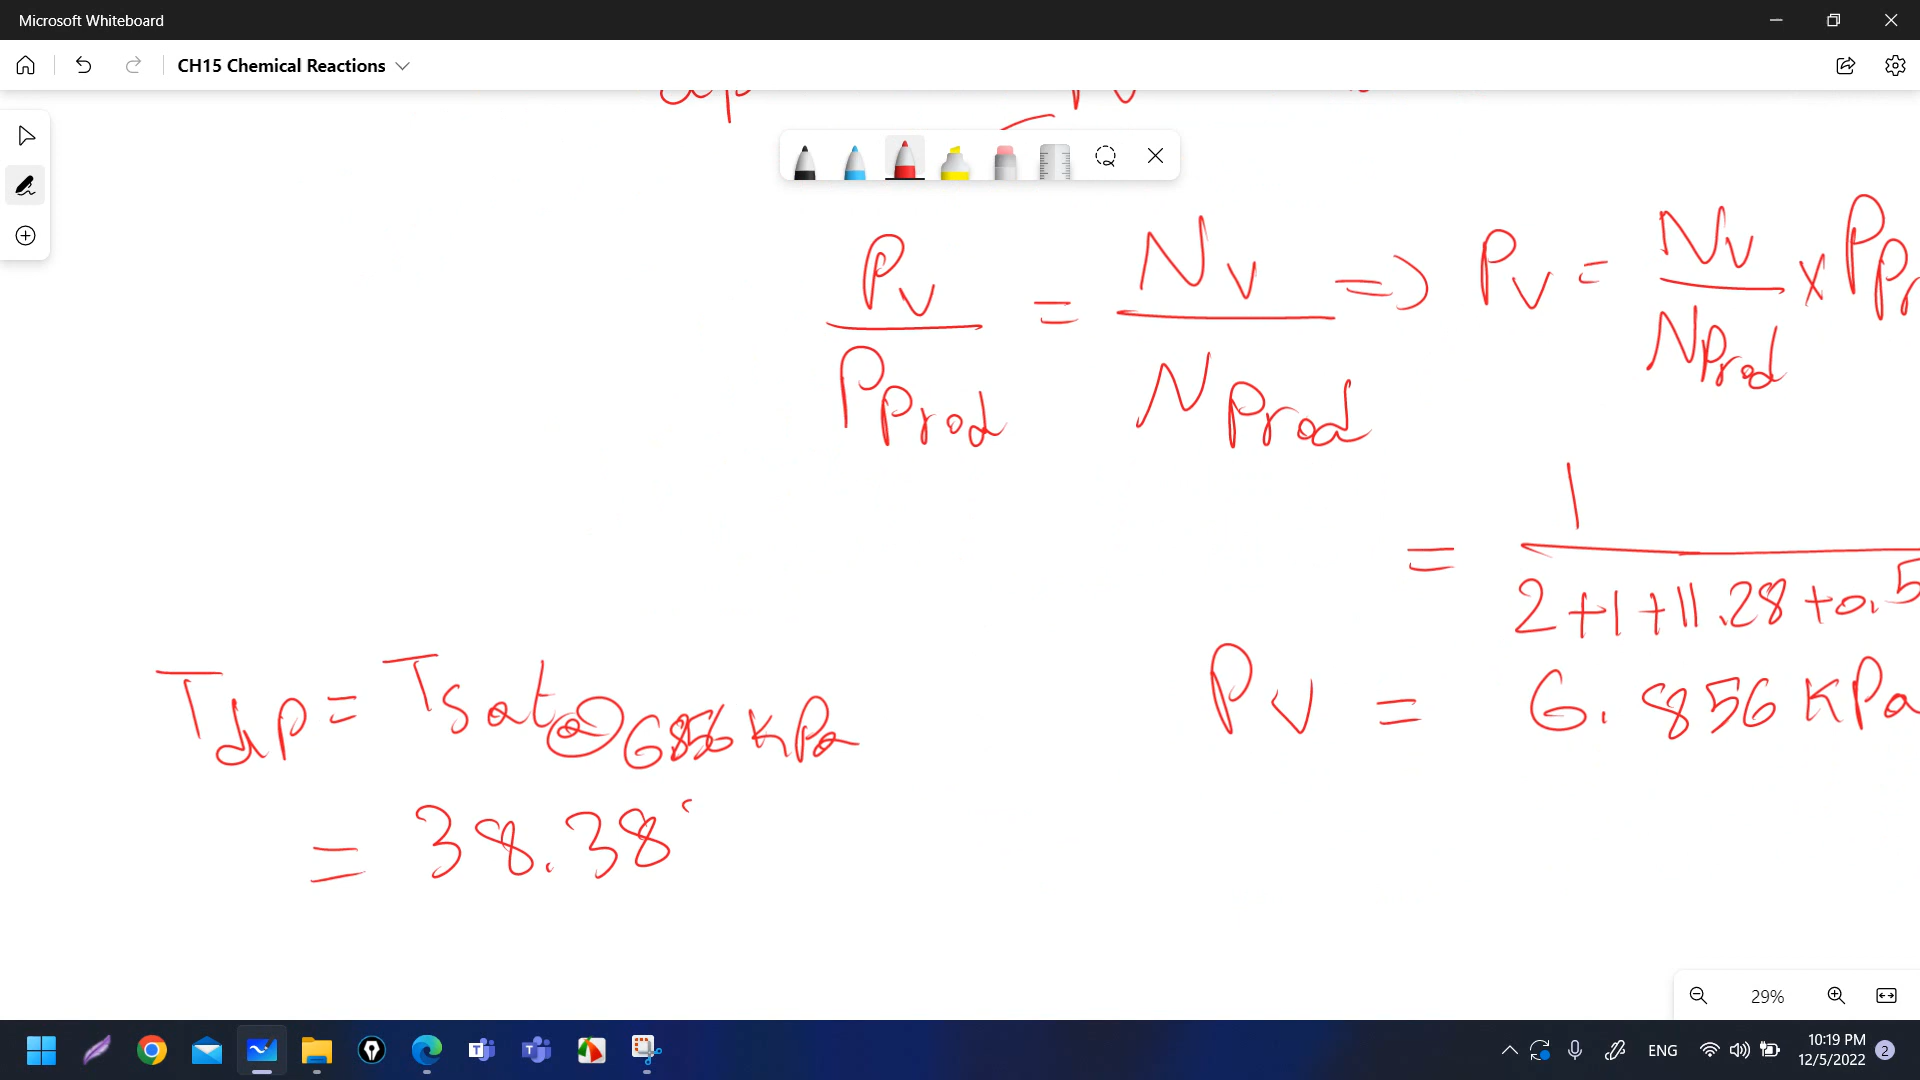 Microsoft Whiteboard
CH15 Chemical Reactions
Pv / Pprod = Nv / Nprod => Pv = Nv / Nprod x
= 1 / 2+1+11.28+0.5
Pv = 6.856 KPa
Tdp = Tsat@6.856 KPa
= 38.38°
29%
ENG
10:19 PM
12/5/2022
2